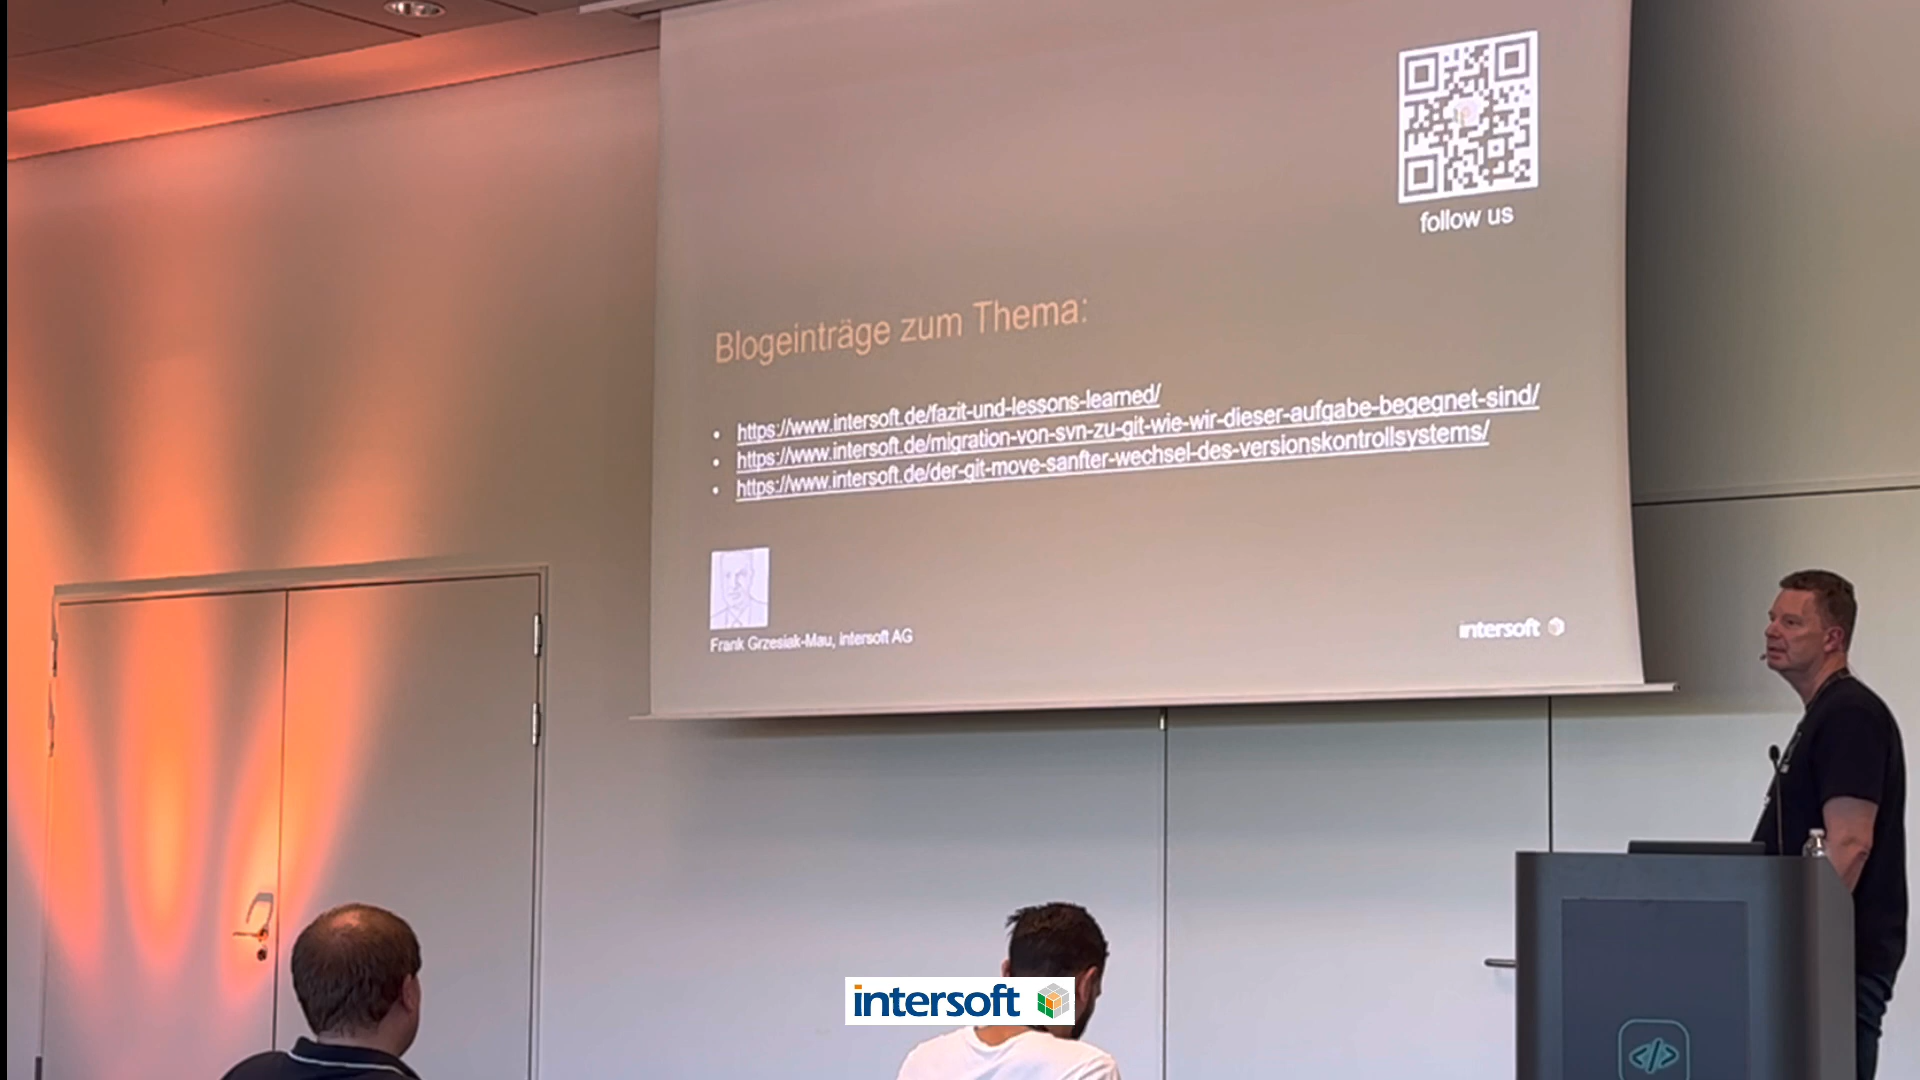 follow us
Blogeinträge zum Thema:
• https://www.intersoft.de/fazit-und-lessons-learned/
• https://www.intersoft.de/migration-von-svn-zu-git-wie-wir-dieser-aufgabe-begegnet-sind/
• https://www.intersoft.de/der-git-move-sanfter-wechsel-des-versionskontrollsystems/
Frank Grzesiak-Mau, intersoft AG
intersoft
intersoft
</>